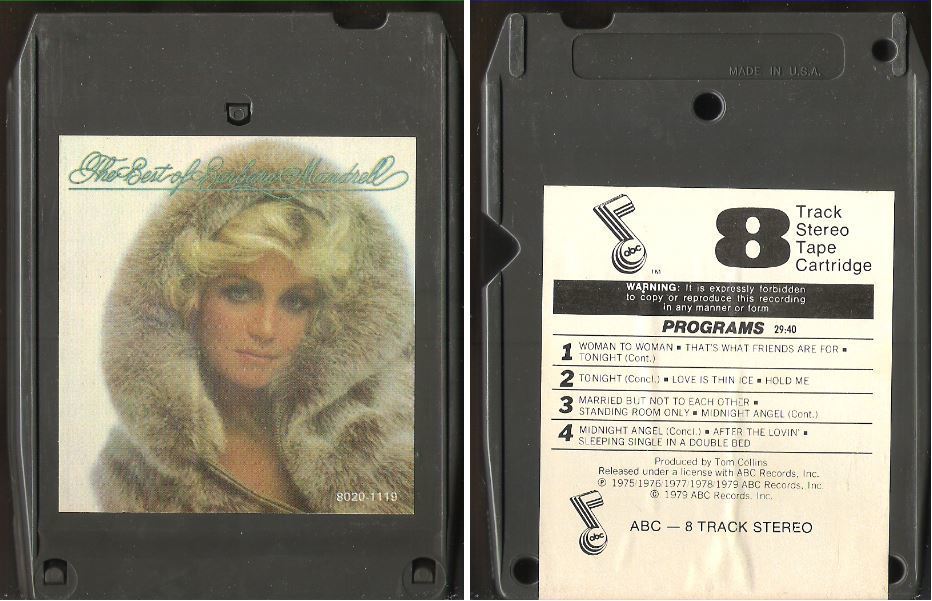 The Best of Barbara Mandrell
8020-1119
MADE IN U.S.A.
abc
TM
8 Track
Stereo
Tape
Cartridge
WARNING: It is expressly forbidden
to copy or reproduce this recording
in any manner or form
PROGRAMS 29:40
1 WOMAN TO WOMAN ▪ THAT'S WHAT FRIENDS ARE FOR ▪
TONIGHT (Cont.)
2 TONIGHT (Concl.) ▪ LOVE IS THIN ICE ▪ HOLD ME
3 MARRIED BUT NOT TO EACH OTHER ▪
STANDING ROOM ONLY ▪ MIDNIGHT ANGEL (Cont.)
4 MIDNIGHT ANGEL (Concl.) ▪ AFTER THE LOVIN' ▪
SLEEPING SINGLE IN A DOUBLE BED
Produced by Tom Collins
Released under a license with ABC Records, Inc.
℗ 1975/1976/1977/1978/1979 ABC Records, Inc.
© 1979 ABC Records, Inc.
abc
ABC — 8 TRACK STEREO